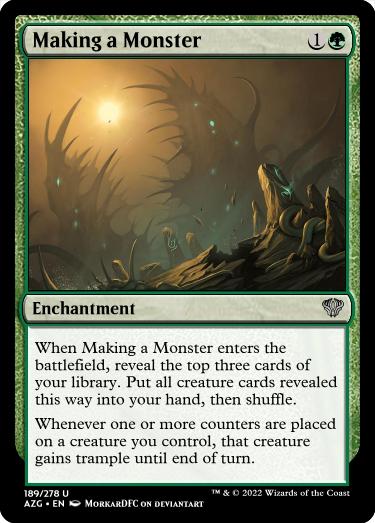 Making a Monster 1
Enchantment
When Making a Monster enters the
battlefield, reveal the top three cards of
your library. Put all creature cards revealed
this way into your hand, then shuffle.
Whenever one or more counters are placed
on a creature you control, that creature
gains trample until end of turn.
189/278 U
™ & © 2022 Wizards of the Coast
AZG • EN MorkarDFC on deviantart